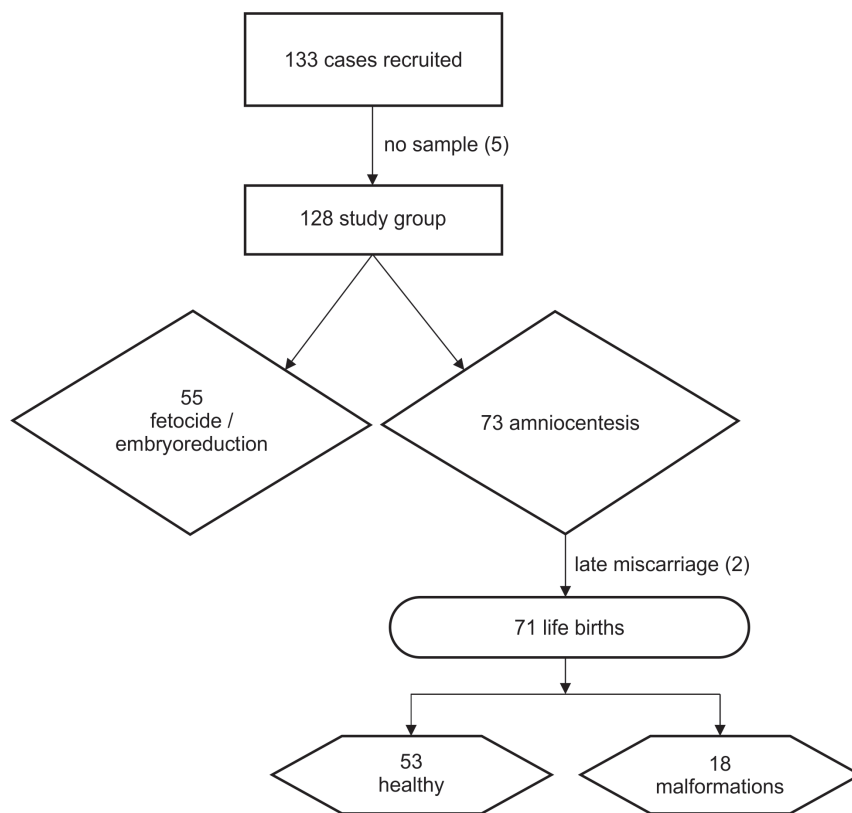 133 cases recruited
no sample (5)
128 study group
55
fetocide /
embryoreduction
73 amniocentesis
late miscarriage (2)
71 life births
53
healthy
18
malformations